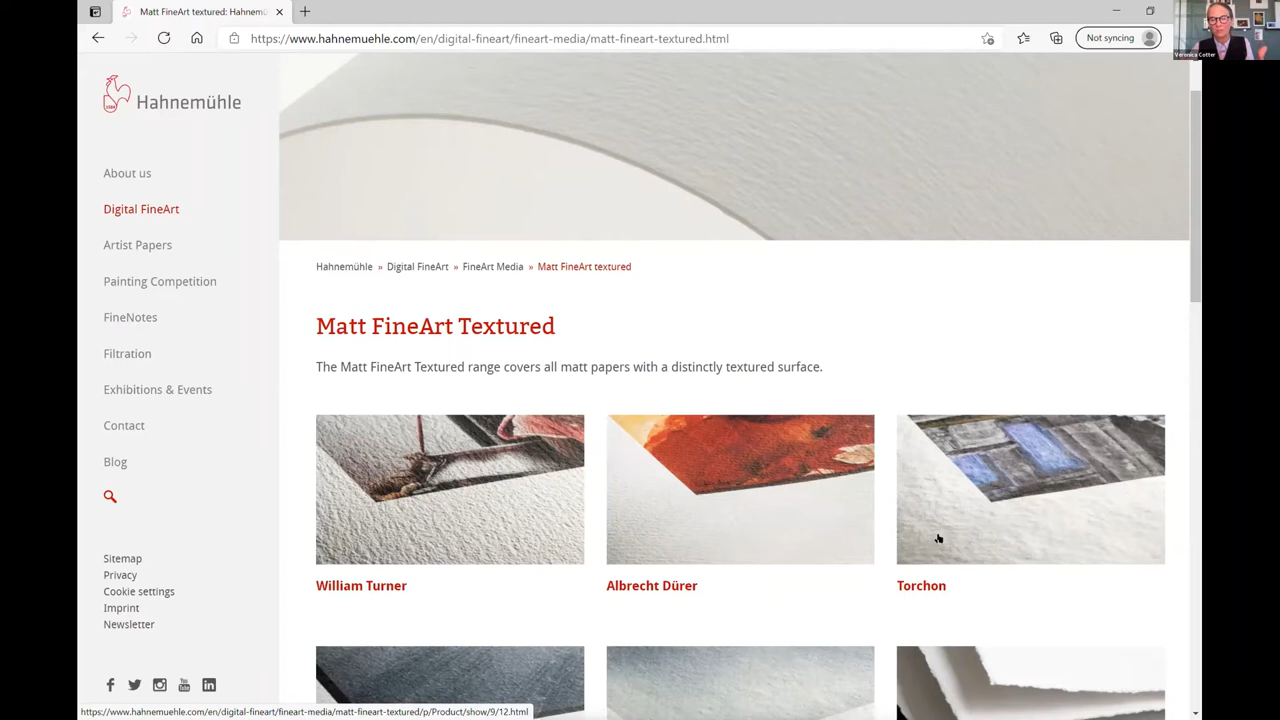 Matt FineArt textured: Hahnemü
https://www.hahnemuehle.com/en/digital-fineart/fineart-media/matt-fineart-textured.html
Not syncing
Veronica Cotter
Hahnemühle
About us
Digital FineArt
Artist Papers
Painting Competition
FineNotes
Filtration
Exhibitions & Events
Contact
Blog
Sitemap
Privacy
Cookie settings
Imprint
Newsletter
Hahnemühle » Digital FineArt » FineArt Media » Matt FineArt textured
Matt FineArt Textured
The Matt FineArt Textured range covers all matt papers with a distinctly textured surface.
William Turner
Albrecht Dürer
Torchon
https://www.hahnemuehle.com/en/digital-fineart/fineart-media/matt-fineart-textured/p/Product/show/9/12.html